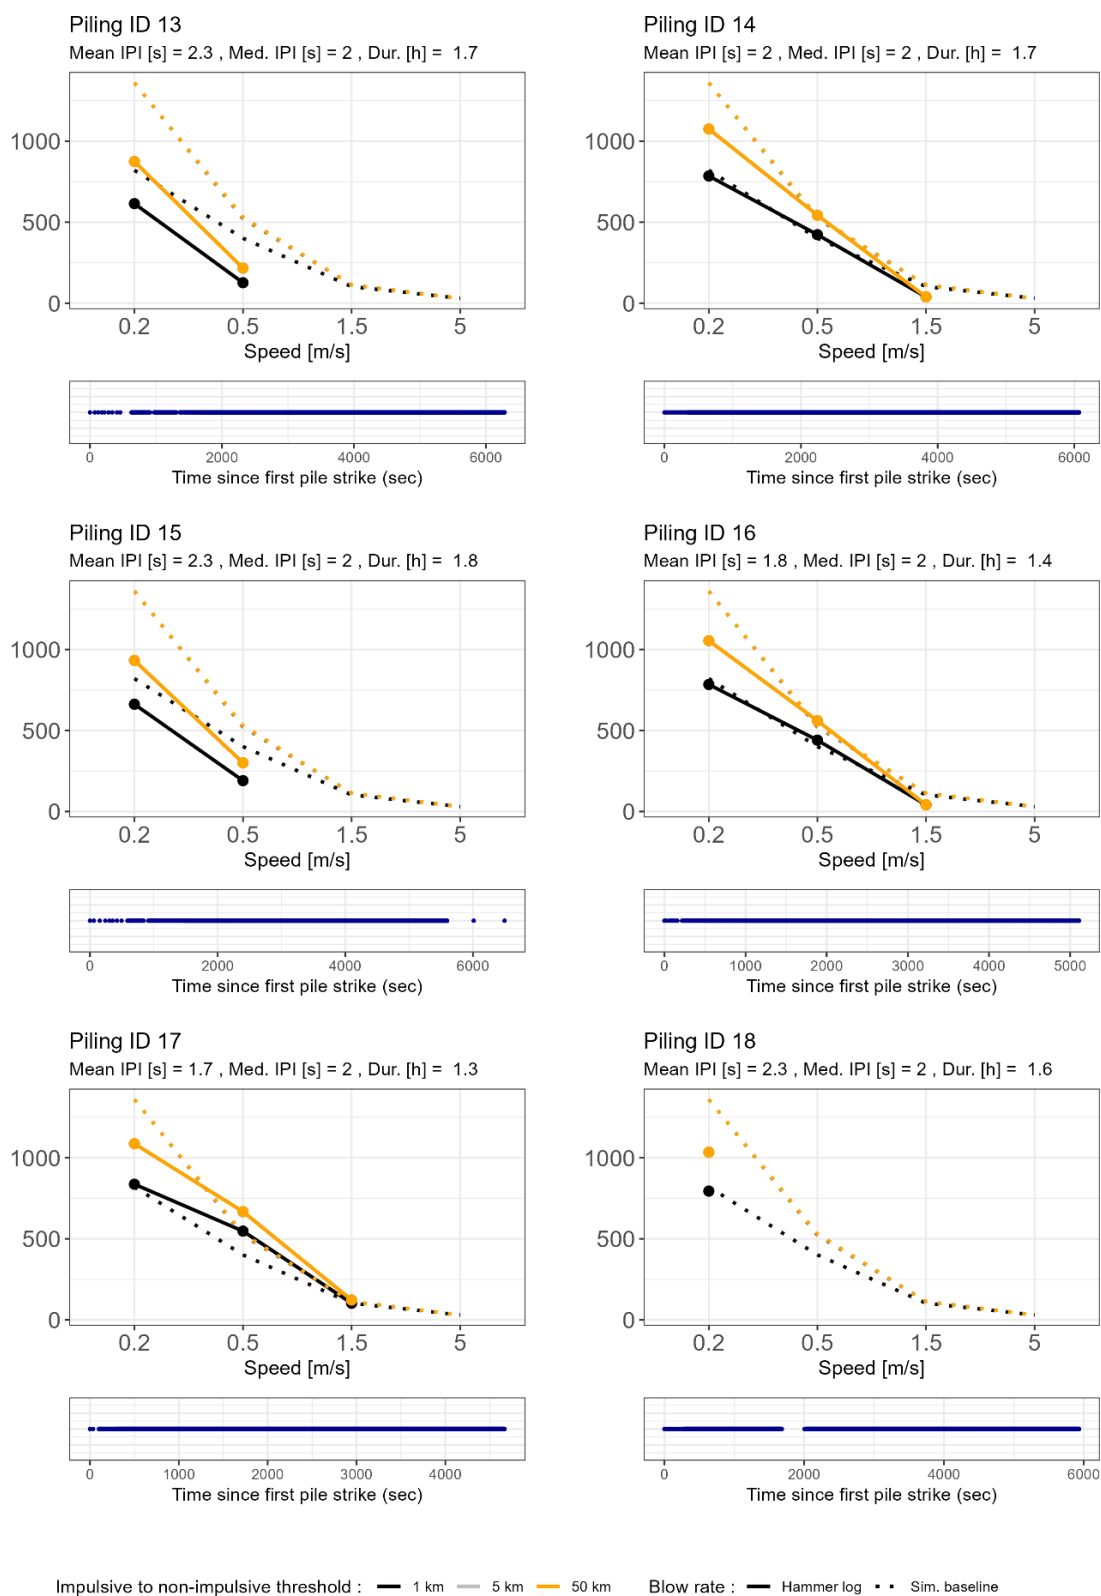 Piling ID 13
Mean IPI [s] = 2.3 , Med. IPI [s] = 2 , Dur. [h] = 1.7
1000
500
0
0.2 0.5 1.5 5
Speed [m/s]
0 2000 4000 6000
Time since first pile strike (sec)
Piling ID 14
Mean IPI [s] = 2 , Med. IPI [s] = 2 , Dur. [h] = 1.7
1000
500
0
0.2 0.5 1.5 5
Speed [m/s]
0 2000 4000 6000
Time since first pile strike (sec)
Piling ID 15
Mean IPI [s] = 2.3 , Med. IPI [s] = 2 , Dur. [h] = 1.8
1000
500
0
0.2 0.5 1.5 5
Speed [m/s]
0 2000 4000 6000
Time since first pile strike (sec)
Piling ID 16
Mean IPI [s] = 1.8 , Med. IPI [s] = 2 , Dur. [h] = 1.4
1000
500
0
0.2 0.5 1.5 5
Speed [m/s]
0 1000 2000 3000 4000 5000
Time since first pile strike (sec)
Piling ID 17
Mean IPI [s] = 1.7 , Med. IPI [s] = 2 , Dur. [h] = 1.3
1000
500
0
0.2 0.5 1.5 5
Speed [m/s]
0 1000 2000 3000 4000
Time since first pile strike (sec)
Piling ID 18
Mean IPI [s] = 2.3 , Med. IPI [s] = 2 , Dur. [h] = 1.6
1000
500
0
0.2 0.5 1.5 5
Speed [m/s]
0 2000 4000 6000
Time since first pile strike (sec)
Impulsive to non-impulsive threshold : 1 km 5 km 50 km Blow rate : Hammer log Sim. baseline